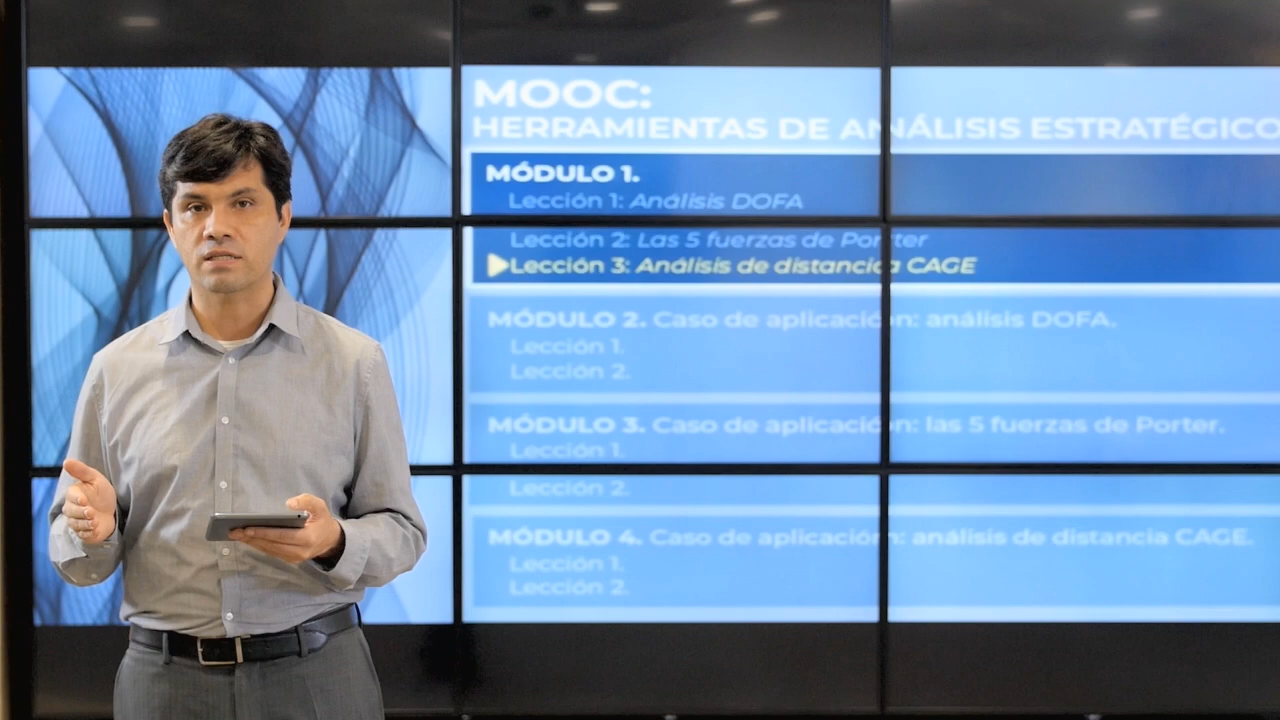 MOOC:
HERRAMIENTAS DE ANÁLISIS ESTRATÉGICO
MÓDULO 1.
Lección 1: Análisis DOFA
Lección 2: Las 5 fuerzas de Porter
Lección 3: Análisis de distancia CAGE
MÓDULO 2. Caso de aplicación: análisis DOFA.
Lección 1.
Lección 2.
MÓDULO 3. Caso de aplicación: las 5 fuerzas de Porter.
Lección 1.
Lección 2.
MÓDULO 4. Caso de aplicación: análisis de distancia CAGE.
Lección 1.
Lección 2.